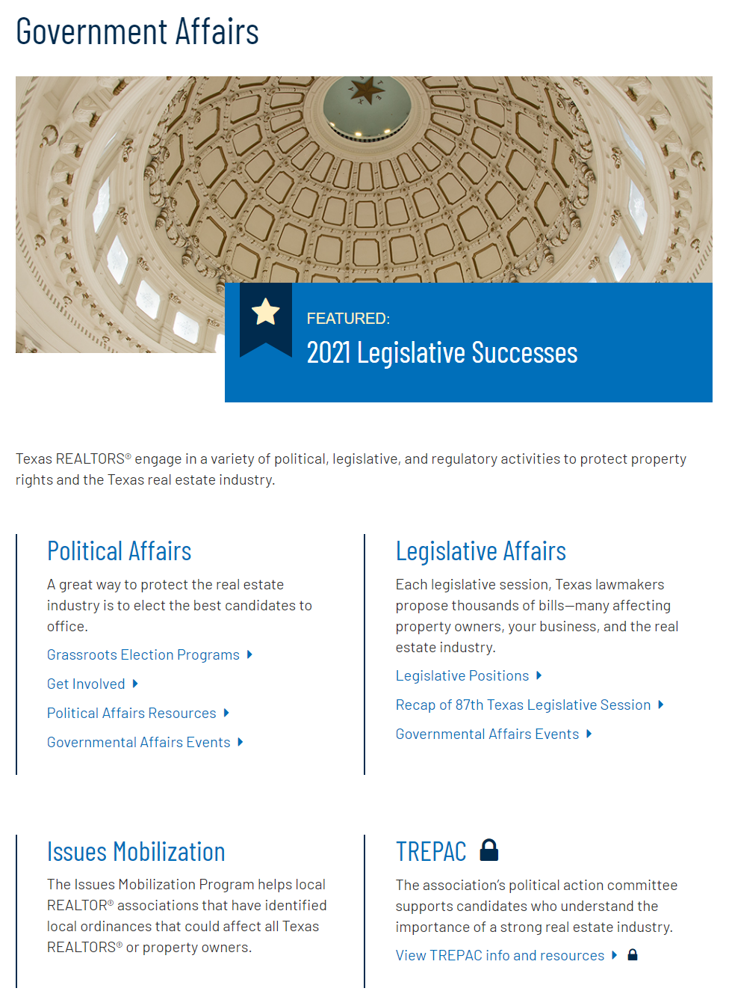 Government Affairs
FEATURED:
2021 Legislative Successes
Texas REALTORS® engage in a variety of political, legislative, and regulatory activities to protect property
rights and the Texas real estate industry.
Political Affairs
A great way to protect the real estate
industry is to elect the best candidates to
office.
Grassroots Election Programs
Get Involved
Political Affairs Resources
Governmental Affairs Events
Legislative Affairs
Each legislative session, Texas lawmakers
propose thousands of bills—many affecting
property owners, your business, and the real
estate industry.
Legislative Positions
Recap of 87th Texas Legislative Session
Governmental Affairs Events
Issues Mobilization
The Issues Mobilization Program helps local
REALTOR® associations that have identified
local ordinances that could affect all Texas
REALTORS® or property owners.
TREPAC
The association's political action committee
supports candidates who understand the
importance of a strong real estate industry.
View TREPAC info and resources